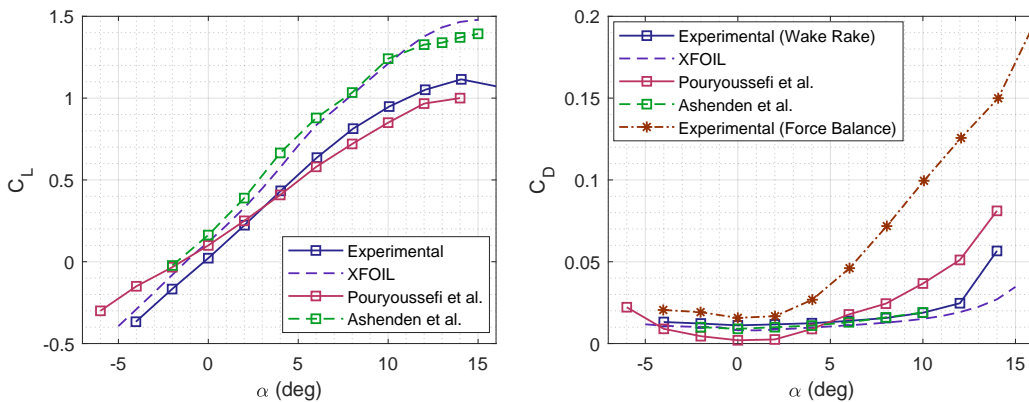 1.5
1
0.5
0
-0.5
C_L
-5
0
5
10
15
α (deg)
Experimental
XFOIL
Pouryoussefi et al.
Ashenden et al.
0.2
0.15
0.1
0.05
0
C_D
-5
0
5
10
15
α (deg)
Experimental (Wake Rake)
XFOIL
Pouryoussefi et al.
Ashenden et al.
Experimental (Force Balance)